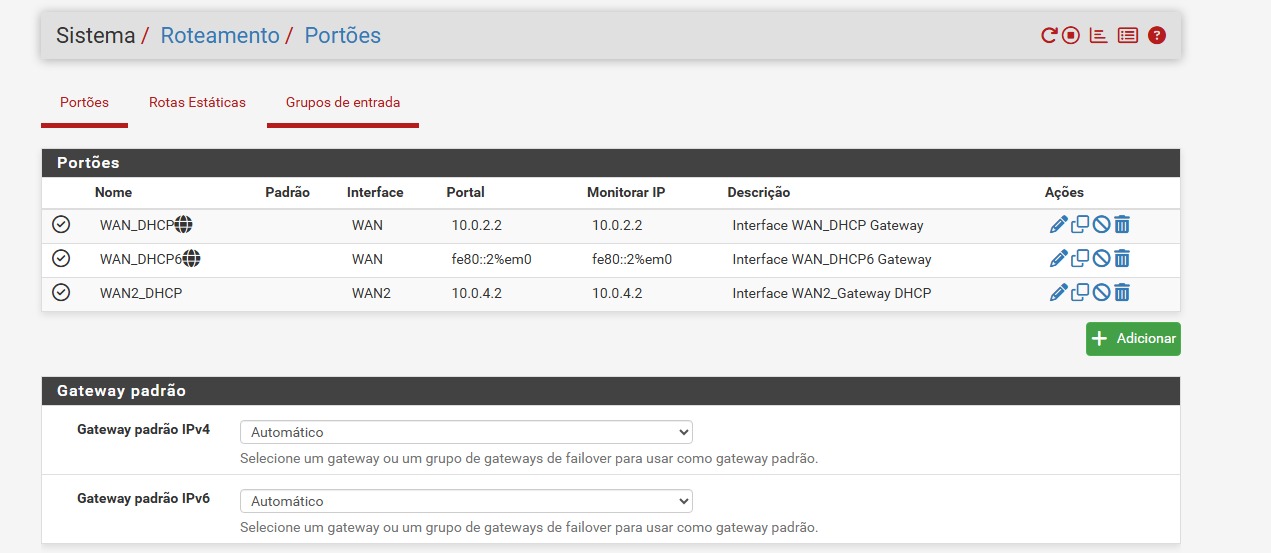 Sistema / Roteamento / Portões
Portões Rotas Estáticas Grupos de entrada
Portões
Nome Padrão Interface Portal Monitorar IP Descrição Ações
WAN_DHCP WAN 10.0.2.2 10.0.2.2 Interface WAN_DHCP Gateway
WAN_DHCP6 WAN fe80::2%em0 fe80::2%em0 Interface WAN_DHCP6 Gateway
WAN2_DHCP WAN2 10.0.4.2 10.0.4.2 Interface WAN2_Gateway DHCP
Adicionar
Gateway padrão
Gateway padrão IPv4 Automático
Selecione um gateway ou um grupo de gateways de failover para usar como gateway padrão.
Gateway padrão IPv6 Automático
Selecione um gateway ou um grupo de gateways de failover para usar como gateway padrão.